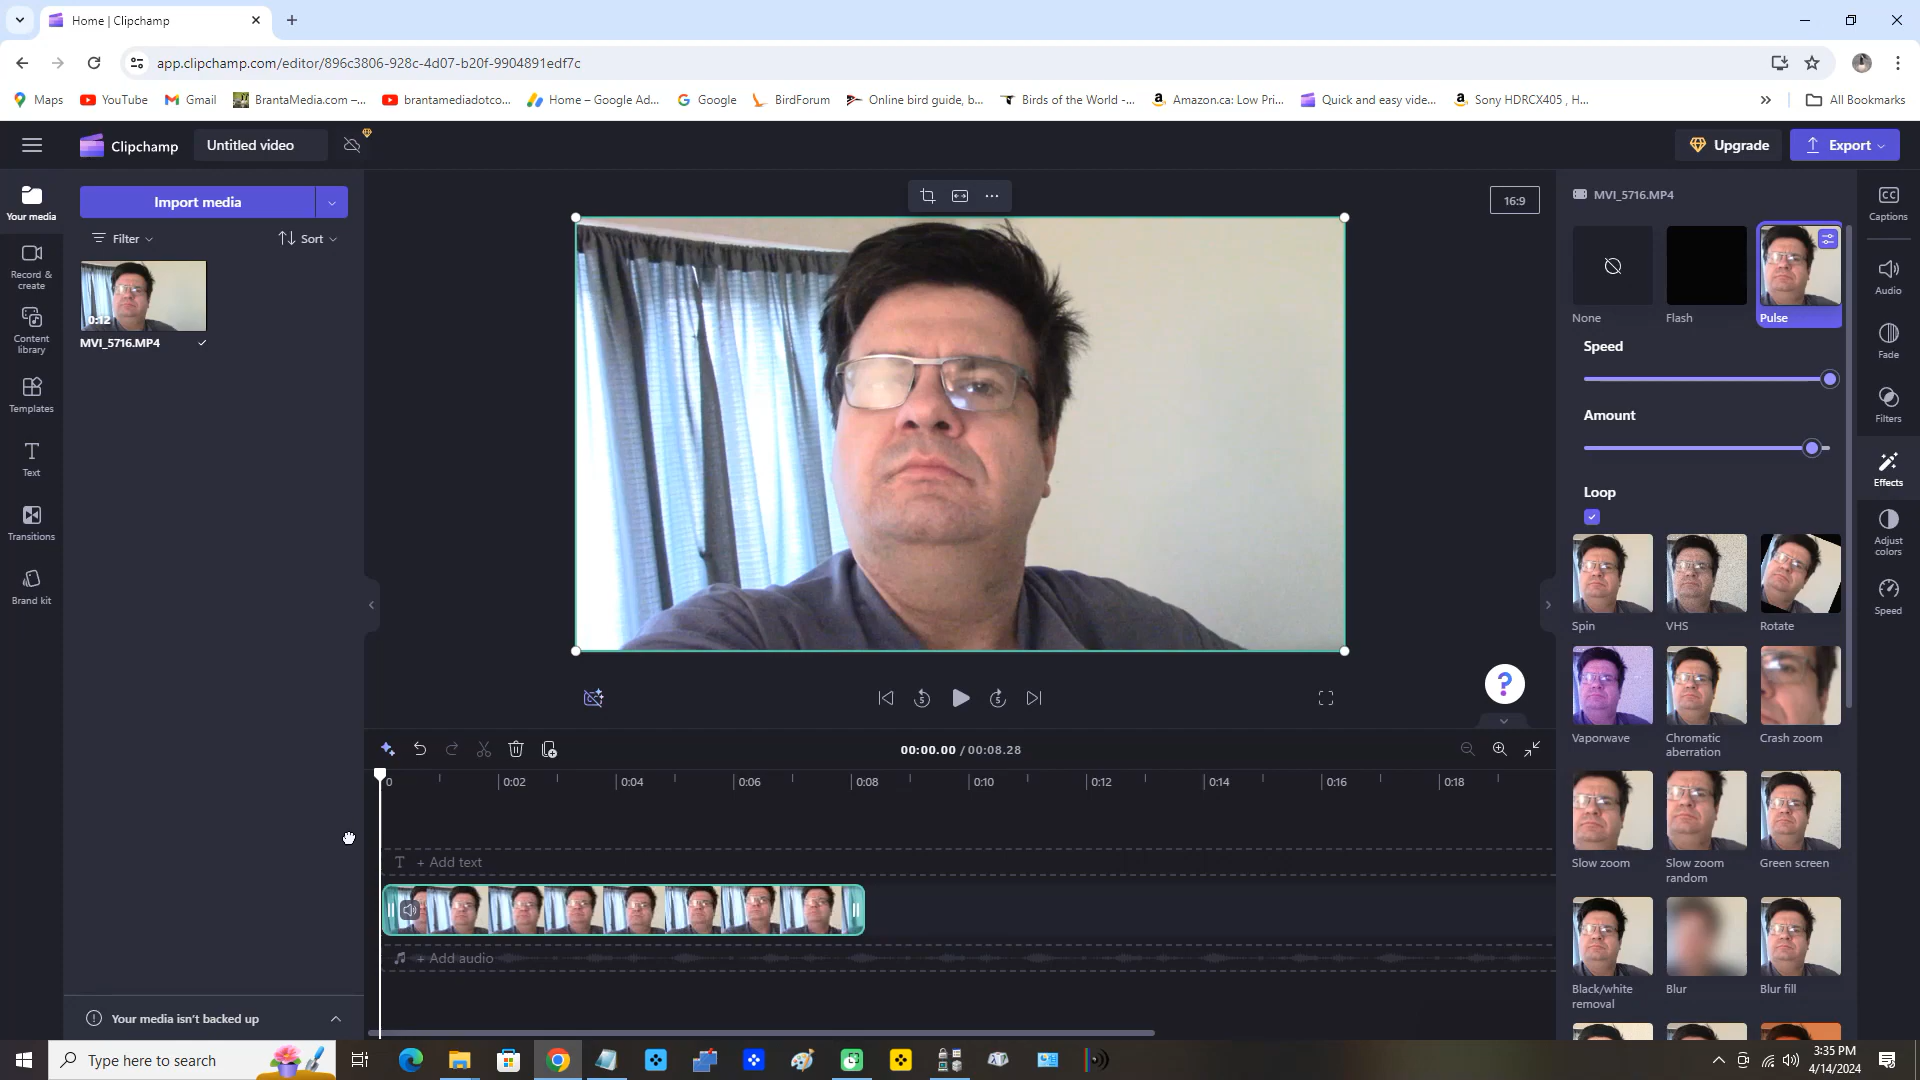 Home | Clipchamp
app.clipchamp.com/editor/896c3806-928c-4d07-b20f-9904891edf7c
Maps
YouTube
Gmail
BrantaMedia.com –...
brantamediadotco...
Home – Google Ad...
Google
BirdForum
Online bird guide, b...
Birds of the World -...
Amazon.ca: Low Pri...
Quick and easy vide...
Sony HDRCX405 , H...
All Bookmarks
Clipchamp
Untitled video
Upgrade
Export
Your media
Record & create
Content library
Templates
Text
Transitions
Brand kit
Import media
Filter
Sort
0:12
MVI_5716.MP4
Your media isn't backed up
16:9
?
00:00.00 / 00:08.28
0
0:02
0:04
0:06
0:08
0:10
0:12
0:14
0:16
0:18
T + Add text
+ Add audio
MVI_5716.MP4
None
Flash
Pulse
Speed
Amount
Loop
Spin
VHS
Rotate
Vaporwave
Chromatic aberration
Crash zoom
Slow zoom
Slow zoom random
Green screen
Black/white removal
Blur
Blur fill
CC
Captions
Audio
Fade
Filters
Effects
Adjust colors
Speed
Type here to search
3:35 PM
4/14/2024